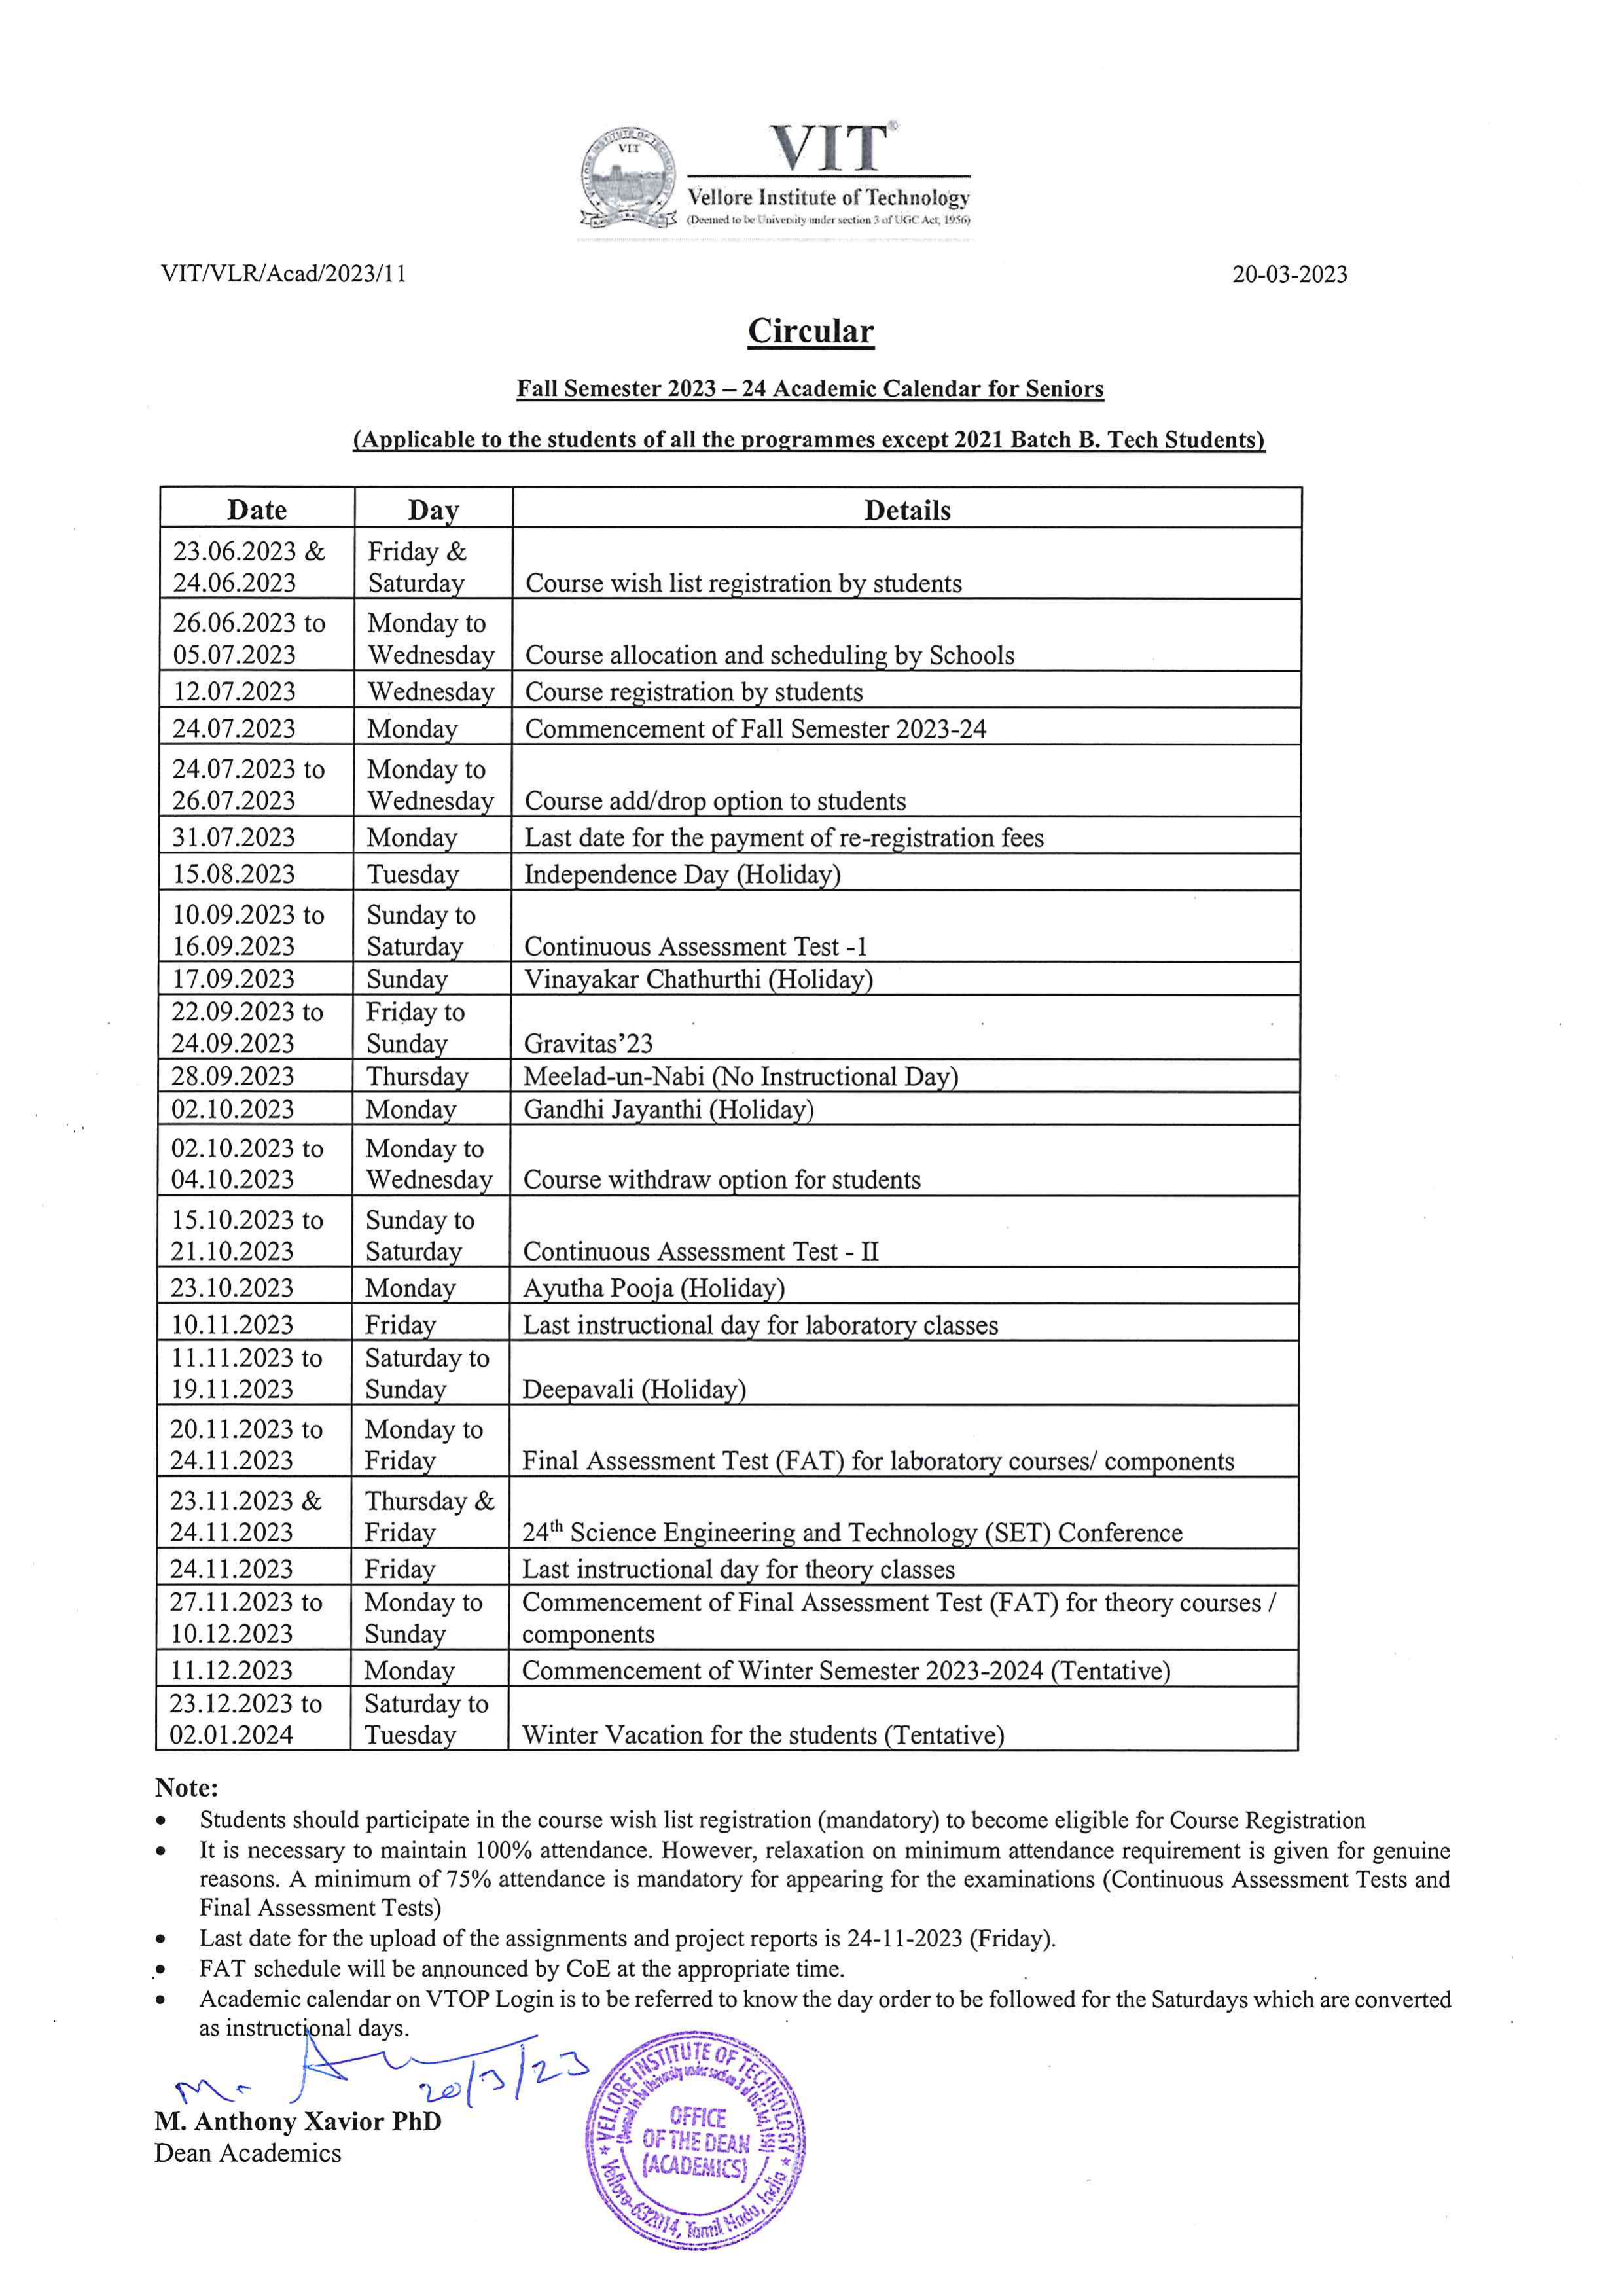 VELLORE INSTITUTE OF TECHNOLOGY
VIT
VIT®
Vellore Institute of Technology
(Deemed to be University under section 3 of UGC Act, 1956)
VIT/VLR/Acad/2023/11 20-03-2023
Circular
Fall Semester 2023 – 24 Academic Calendar for Seniors
(Applicable to the students of all the programmes except 2021 Batch B. Tech Students)
Date Day Details
23.06.2023 & Friday &
24.06.2023 Saturday Course wish list registration by students
26.06.2023 to Monday to
05.07.2023 Wednesday Course allocation and scheduling by Schools
12.07.2023 Wednesday Course registration by students
24.07.2023 Monday Commencement of Fall Semester 2023-24
24.07.2023 to Monday to
26.07.2023 Wednesday Course add/drop option to students
31.07.2023 Monday Last date for the payment of re-registration fees
15.08.2023 Tuesday Independence Day (Holiday)
10.09.2023 to Sunday to
16.09.2023 Saturday Continuous Assessment Test -1
17.09.2023 Sunday Vinayakar Chathurthi (Holiday)
22.09.2023 to Friday to
24.09.2023 Sunday Gravitas’23
28.09.2023 Thursday Meelad-un-Nabi (No Instructional Day)
02.10.2023 Monday Gandhi Jayanthi (Holiday)
02.10.2023 to Monday to
04.10.2023 Wednesday Course withdraw option for students
15.10.2023 to Sunday to
21.10.2023 Saturday Continuous Assessment Test - II
23.10.2023 Monday Ayutha Pooja (Holiday)
10.11.2023 Friday Last instructional day for laboratory classes
11.11.2023 to Saturday to
19.11.2023 Sunday Deepavali (Holiday)
20.11.2023 to Monday to
24.11.2023 Friday Final Assessment Test (FAT) for laboratory courses/ components
23.11.2023 & Thursday &
24.11.2023 Friday 24th Science Engineering and Technology (SET) Conference
24.11.2023 Friday Last instructional day for theory classes
27.11.2023 to Monday to Commencement of Final Assessment Test (FAT) for theory courses /
10.12.2023 Sunday components
11.12.2023 Monday Commencement of Winter Semester 2023-2024 (Tentative)
23.12.2023 to Saturday to
02.01.2024 Tuesday Winter Vacation for the students (Tentative)
Note:
• Students should participate in the course wish list registration (mandatory) to become eligible for Course Registration
• It is necessary to maintain 100% attendance. However, relaxation on minimum attendance requirement is given for genuine
reasons. A minimum of 75% attendance is mandatory for appearing for the examinations (Continuous Assessment Tests and
Final Assessment Tests)
• Last date for the upload of the assignments and project reports is 24-11-2023 (Friday).
• FAT schedule will be announced by CoE at the appropriate time.
• Academic calendar on VTOP Login is to be referred to know the day order to be followed for the Saturdays which are converted
as instructional days.
20/3/23
M. Anthony Xavior PhD
Dean Academics
VELLORE INSTITUTE OF TECHNOLOGY
(Deemed to be University under section 3 of UGC Act, 1956)
OFFICE
OF THE DEAN
(ACADEMICS)
Vellore-632014, Tamil Nadu, India